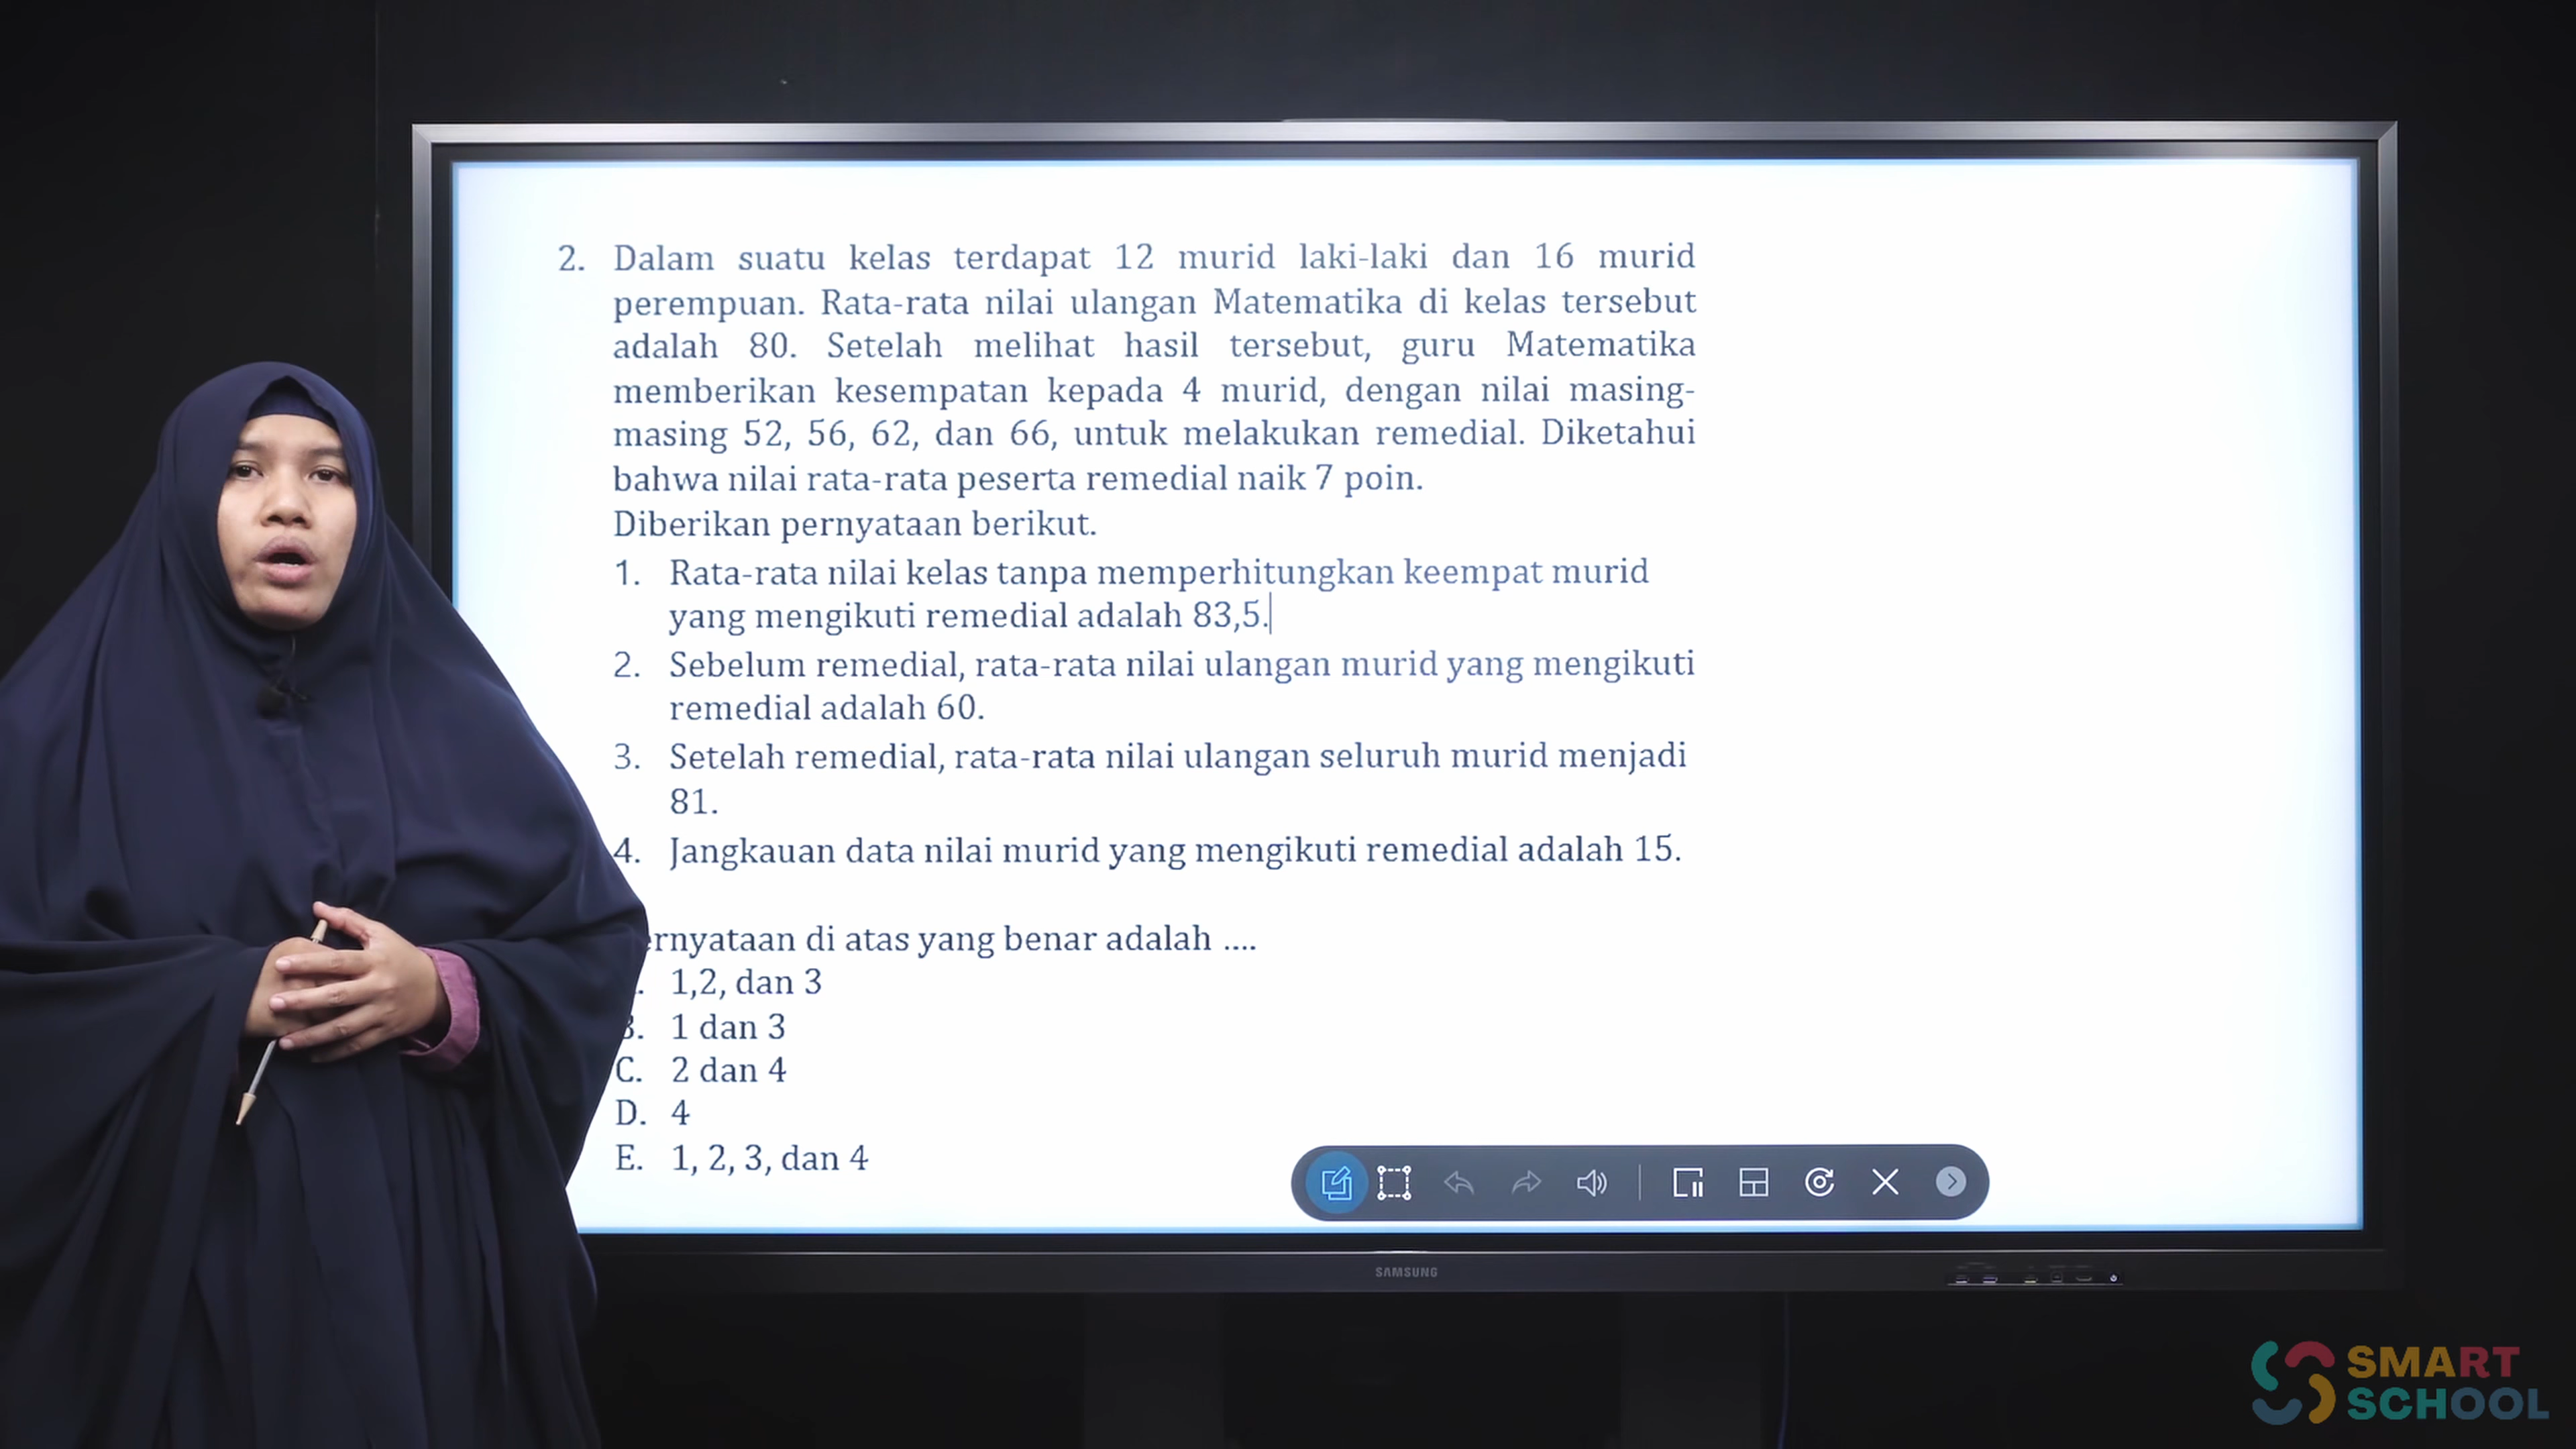 2. Dalam suatu kelas terdapat 12 murid laki-laki dan 16 murid
perempuan. Rata-rata nilai ulangan Matematika di kelas tersebut
adalah 80. Setelah melihat hasil tersebut, guru Matematika
memberikan kesempatan kepada 4 murid, dengan nilai masing-
masing 52, 56, 62, dan 66, untuk melakukan remedial. Diketahui
bahwa nilai rata-rata peserta remedial naik 7 poin.
Diberikan pernyataan berikut.
1. Rata-rata nilai kelas tanpa memperhitungkan keempat murid
yang mengikuti remedial adalah 83,5.
2. Sebelum remedial, rata-rata nilai ulangan murid yang mengikuti
remedial adalah 60.
3. Setelah remedial, rata-rata nilai ulangan seluruh murid menjadi
81.
4. Jangkauan data nilai murid yang mengikuti remedial adalah 15.
ernyataan di atas yang benar adalah ....
. 1,2, dan 3
B. 1 dan 3
C. 2 dan 4
D. 4
E. 1, 2, 3, dan 4
SAMSUNG
SMART
SCHOOL